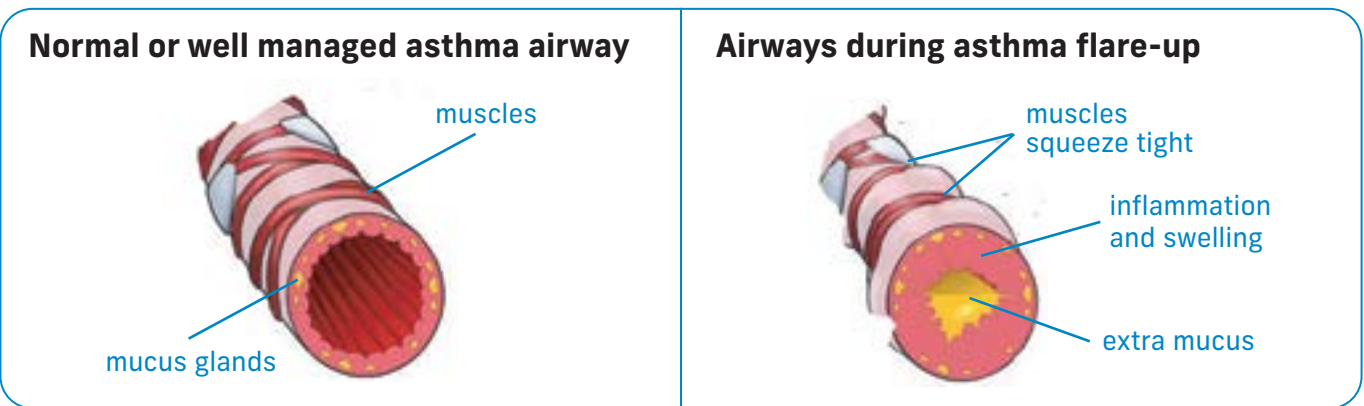 Normal or well managed asthma airway
muscles
mucus glands
Airways during asthma flare-up
muscles
squeeze tight
inflammation
and swelling
extra mucus